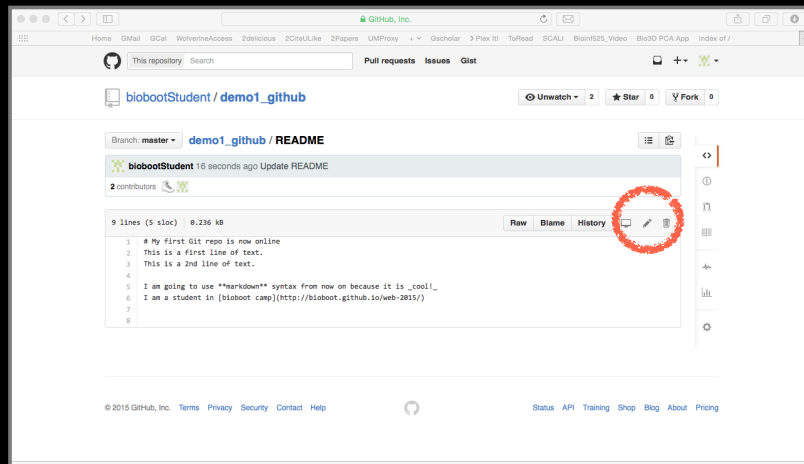 GitHub, Inc.
Home GMail GCal WolverineAccess 2delicious 2CiteULike 2Papers UMProxy Gscholar > Plex It! ToRead SCALI Bioinf525_Video Bio3D PCA App Index of /
This repository Search Pull requests Issues Gist
biobootStudent / demo1_github Unwatch 2 Star 0 Fork 0
Branch: master demo1_github / README
biobootStudent 16 seconds ago Update README
2 contributors
9 lines (5 sloc) 0.236 kB Raw Blame History
1 # My first Git repo is now online
2 This is a first line of text.
3 This is a 2nd line of text.
4
5 I am going to use **markdown** syntax from now on because it is _cool!_
6 I am a student in [bioboot camp](http://bioboot.github.io/web-2015/)
7
8
© 2015 GitHub, Inc. Terms Privacy Security Contact Help Status API Training Shop Blog About Pricing